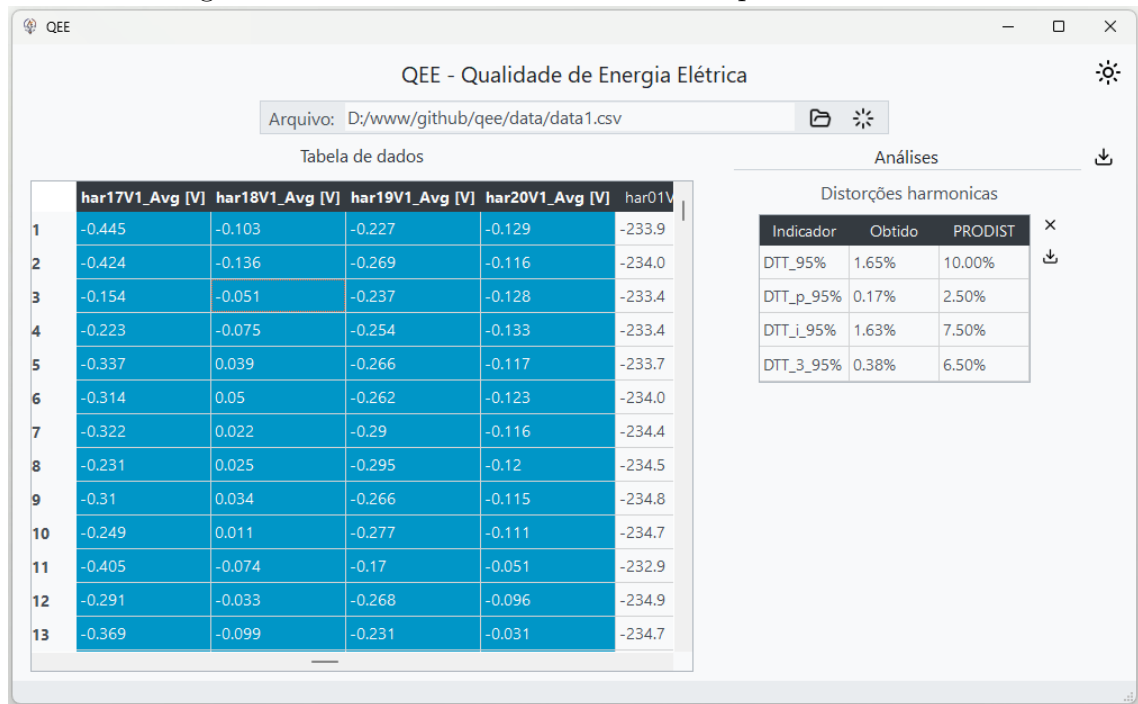 QEE
QEE - Qualidade de Energia Elétrica
Arquivo: D:/www/github/qee/data/data1.csv
Tabela de dados
har17V1_Avg [V] har18V1_Avg [V] har19V1_Avg [V] har20V1_Avg [V] har01V
1 -0.445 -0.103 -0.227 -0.129 -233.9
2 -0.424 -0.136 -0.269 -0.116 -234.0
3 -0.154 -0.051 -0.237 -0.128 -233.4
4 -0.223 -0.075 -0.254 -0.133 -233.4
5 -0.337 0.039 -0.266 -0.117 -233.7
6 -0.314 0.05 -0.262 -0.123 -234.0
7 -0.322 0.022 -0.29 -0.116 -234.4
8 -0.231 0.025 -0.295 -0.12 -234.5
9 -0.31 0.034 -0.266 -0.115 -234.8
10 -0.249 0.011 -0.277 -0.111 -234.7
11 -0.405 -0.074 -0.17 -0.051 -232.9
12 -0.291 -0.033 -0.268 -0.096 -234.9
13 -0.369 -0.099 -0.231 -0.031 -234.7
Análises
Distorções harmonicas
Indicador Obtido PRODIST
DTT_95% 1.65% 10.00%
DTT_p_95% 0.17% 2.50%
DTT_i_95% 1.63% 7.50%
DTT_3_95% 0.38% 6.50%